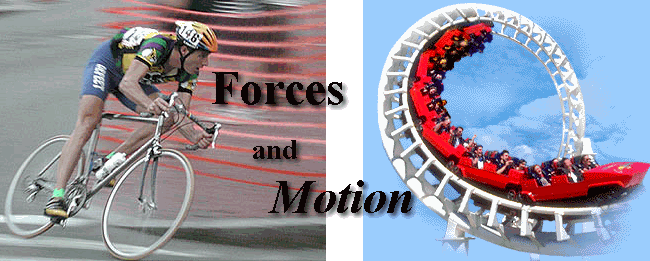 Forces
and
Motion
148